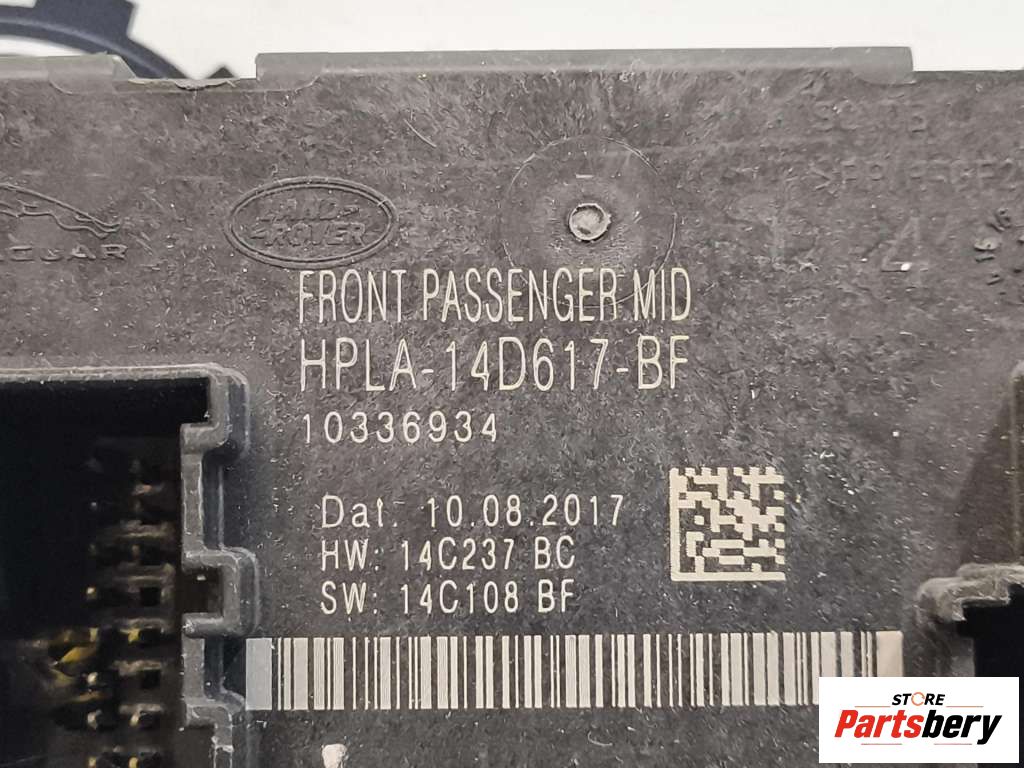 LAND-
-ROVER
FRONT PASSENGER MID
HPLA-14D617-BF
10336934
Dat: 10.08.2017
HW: 14C237 BC
SW: 14C108 BF
STORE
Partsbery